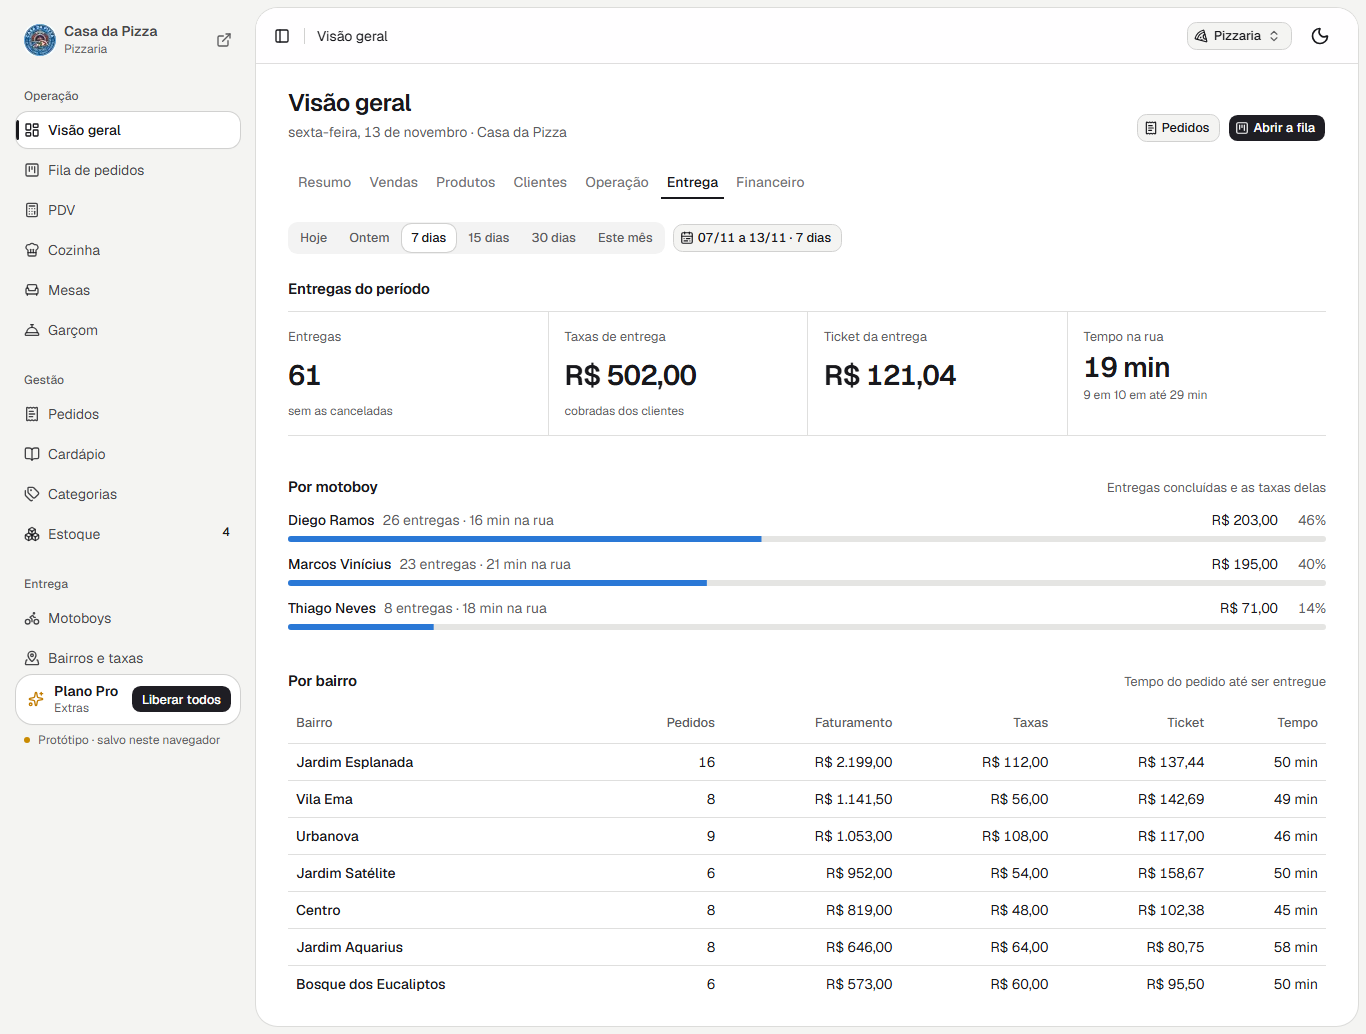 Casa da Pizza
Pizzaria
Visão geral
Pizzaria
Operação
Visão geral
Fila de pedidos
PDV
Cozinha
Mesas
Garçom
Gestão
Pedidos
Cardápio
Categorias
Estoque 4
Entrega
Motoboys
Bairros e taxas
Plano Pro
Extras
Liberar todos
Protótipo · salvo neste navegador
Visão geral
sexta-feira, 13 de novembro · Casa da Pizza
Pedidos Abrir a fila
Resumo Vendas Produtos Clientes Operação Entrega Financeiro
Hoje Ontem 7 dias 15 dias 30 dias Este mês 07/11 a 13/11 · 7 dias
Entregas do período
Entregas
61
sem as canceladas
Taxas de entrega
R$ 502,00
cobradas dos clientes
Ticket da entrega
R$ 121,04
Tempo na rua
19 min
9 em 10 em até 29 min
Por motoboy Entregas concluídas e as taxas delas
Diego Ramos 26 entregas · 16 min na rua R$ 203,00 46%
Marcos Vinícius 23 entregas · 21 min na rua R$ 195,00 40%
Thiago Neves 8 entregas · 18 min na rua R$ 71,00 14%
Por bairro Tempo do pedido até ser entregue
Bairro Pedidos Faturamento Taxas Ticket Tempo
Jardim Esplanada 16 R$ 2.199,00 R$ 112,00 R$ 137,44 50 min
Vila Ema 8 R$ 1.141,50 R$ 56,00 R$ 142,69 49 min
Urbanova 9 R$ 1.053,00 R$ 108,00 R$ 117,00 46 min
Jardim Satélite 6 R$ 952,00 R$ 54,00 R$ 158,67 50 min
Centro 8 R$ 819,00 R$ 48,00 R$ 102,38 45 min
Jardim Aquarius 8 R$ 646,00 R$ 64,00 R$ 80,75 58 min
Bosque dos Eucaliptos 6 R$ 573,00 R$ 60,00 R$ 95,50 50 min